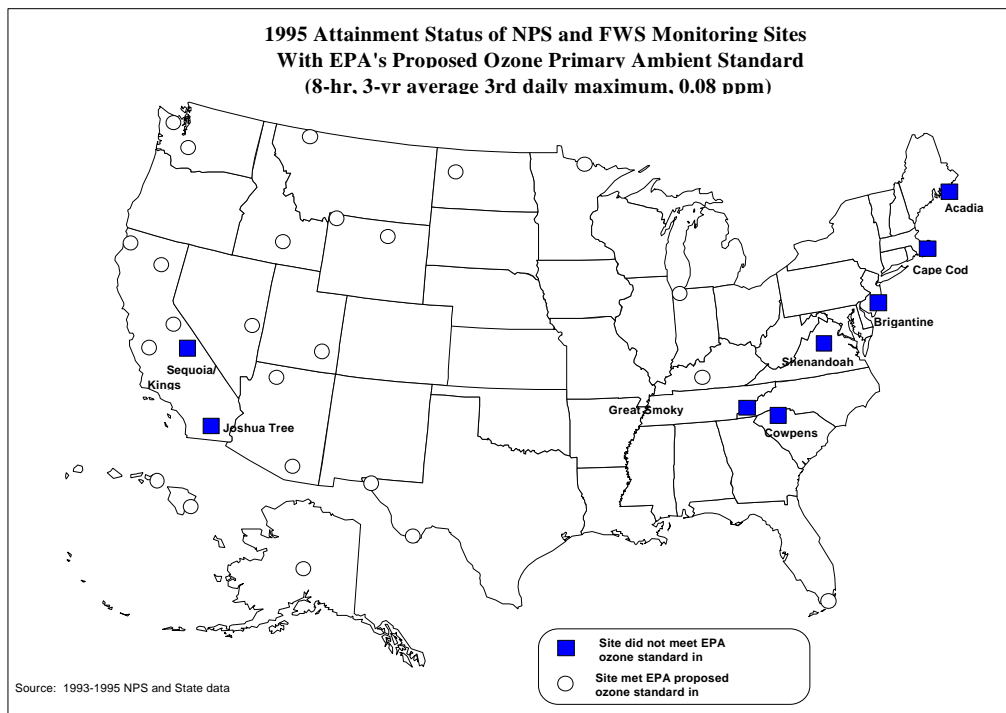 1995 Attainment Status of NPS and FWS Monitoring Sites
With EPA's Proposed Ozone Primary Ambient Standard
(8-hr, 3-yr average 3rd daily maximum, 0.08 ppm)
Acadia
Cape Cod
Brigantine
Shenandoah
Sequoia/
Kings
Great Smoky
Joshua Tree
Cowpens
Site did not meet EPA
ozone standard in
Site met EPA proposed
ozone standard in
Source: 1993-1995 NPS and State data